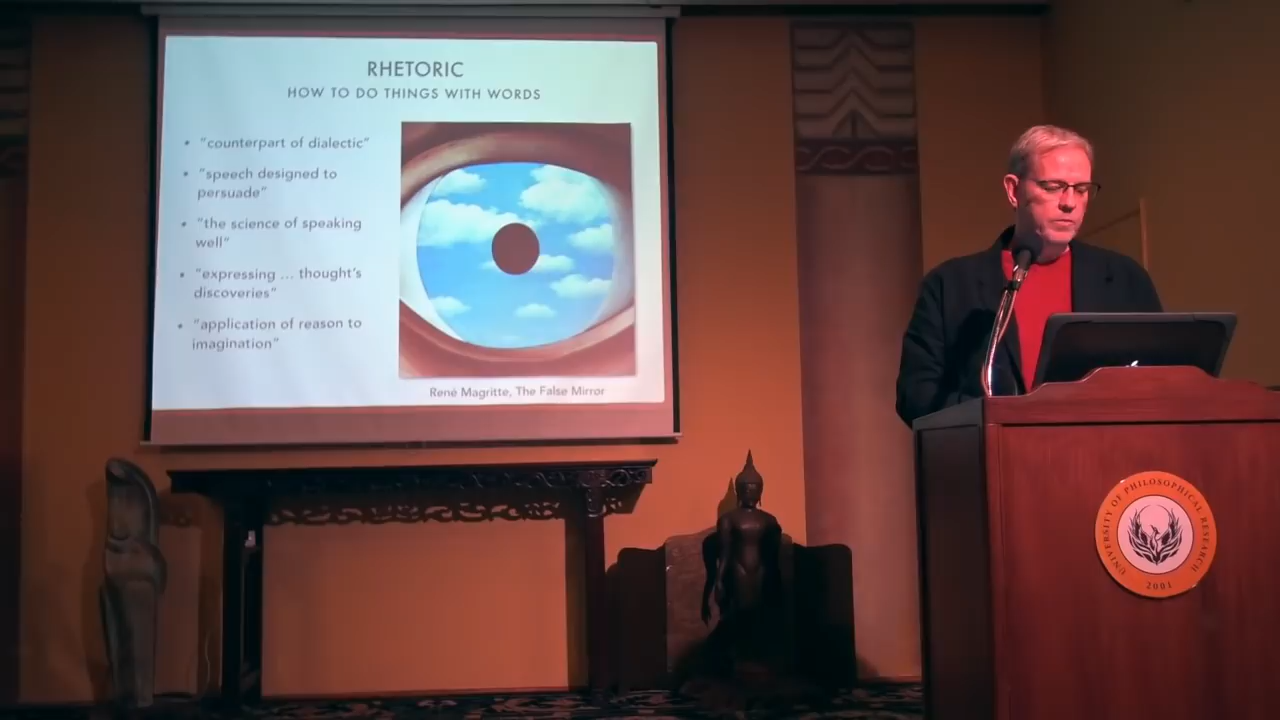 RHETORIC
HOW TO DO THINGS WITH WORDS
• "counterpart of dialectic"
• "speech designed to
persuade"
• "the science of speaking
well"
• "expressing ... thought's
discoveries"
• "application of reason to
imagination"
René Magritte, The False Mirror
UNIVERSITY OF PHILOSOPHICAL RESEARCH
2001